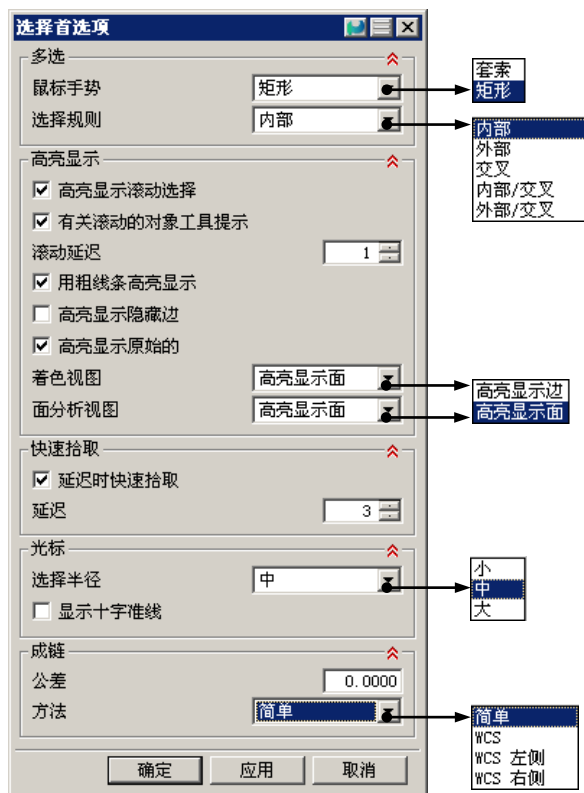 选择首选项
多选
鼠标手势 矩形
选择规则 内部
套索
矩形
内部
外部
交叉
内部/交叉
外部/交叉
高亮显示
高亮显示滚动选择
有关滚动的对象工具提示
滚动延迟 1
用粗线条高亮显示
高亮显示隐藏边
高亮显示原始的
着色视图 高亮显示面
面分析视图 高亮显示面
高亮显示边
高亮显示面
快速拾取
延迟时快速拾取
延迟 3
光标
选择半径 中
显示十字准线
小
中
大
成链
公差 0.0000
方法 简单
简单
WCS
WCS 左侧
WCS 右侧
确定 应用 取消